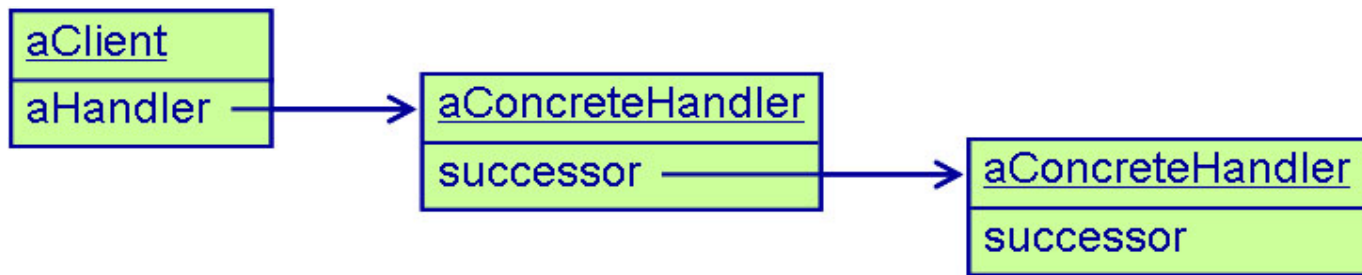 aClient
aHandler
aConcreteHandler
successor
aConcreteHandler
successor